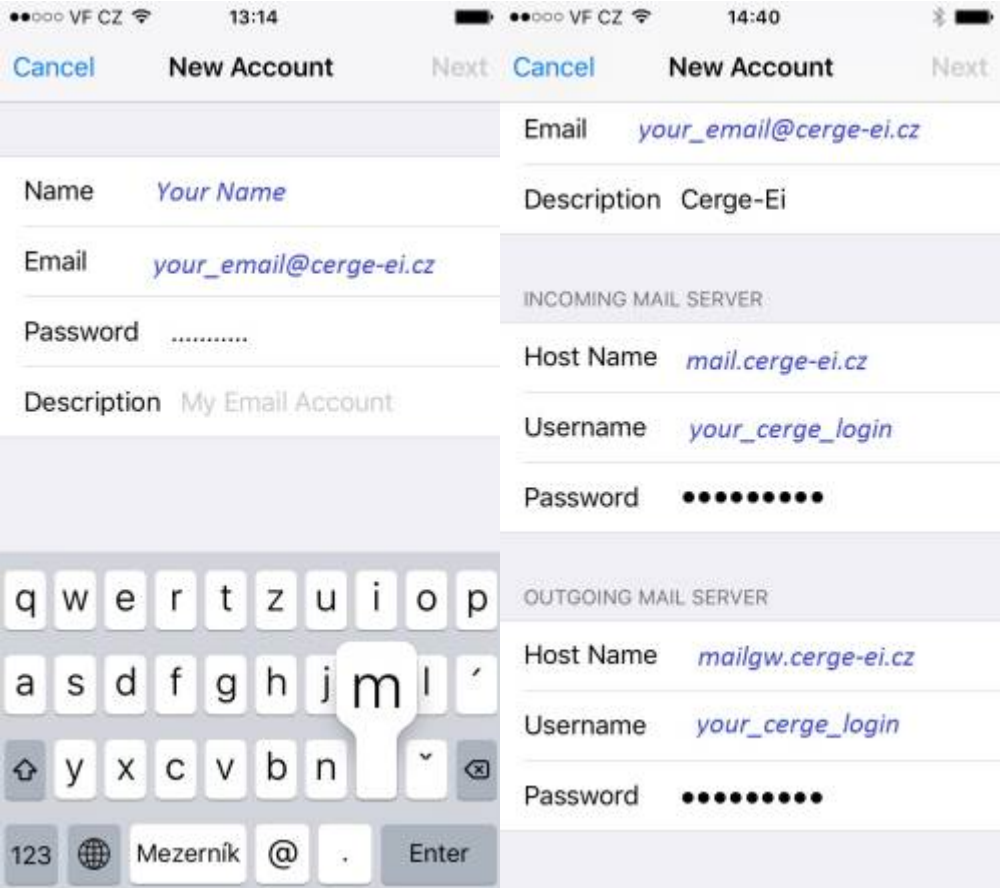 VF CZ 13:14
Cancel New Account Next
Name Your Name
Email your_email@cerge-ei.cz
Password ...........
Description My Email Account
q w e r t z u i o p
a s d f g h j m l ´
y x c v b n ˇ
123 Mezerník @ . Enter
VF CZ 14:40
Cancel New Account Next
Email your_email@cerge-ei.cz
Description Cerge-Ei
INCOMING MAIL SERVER
Host Name mail.cerge-ei.cz
Username your_cerge_login
Password ●●●●●●●●●
OUTGOING MAIL SERVER
Host Name mailgw.cerge-ei.cz
Username your_cerge_login
Password ●●●●●●●●●